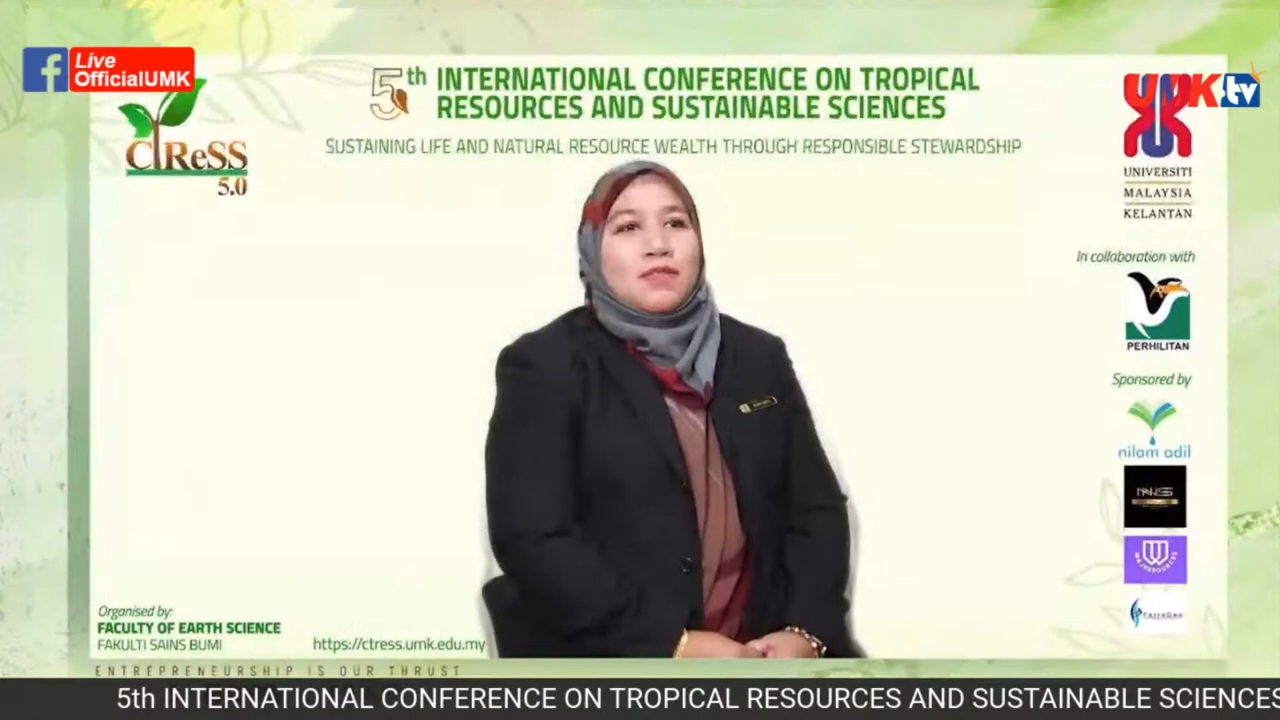 Live
OfficialUMK
5th INTERNATIONAL CONFERENCE ON TROPICAL
RESOURCES AND SUSTAINABLE SCIENCES
SUSTAINING LIFE AND NATURAL RESOURCE WEALTH THROUGH RESPONSIBLE STEWARDSHIP
CTReSS
5.0
UMK tv
UNIVERSITI
MALAYSIA
KELANTAN
In collaboration with
PERHILITAN
Sponsored by
nilam adil
Organised by:
FACULTY OF EARTH SCIENCE
FAKULTI SAINS BUMI
https://ctress.umk.edu.my
ENTREPRENEURSHIP IS OUR THRUST
5th INTERNATIONAL CONFERENCE ON TROPICAL RESOURCES AND SUSTAINABLE SCIENCES